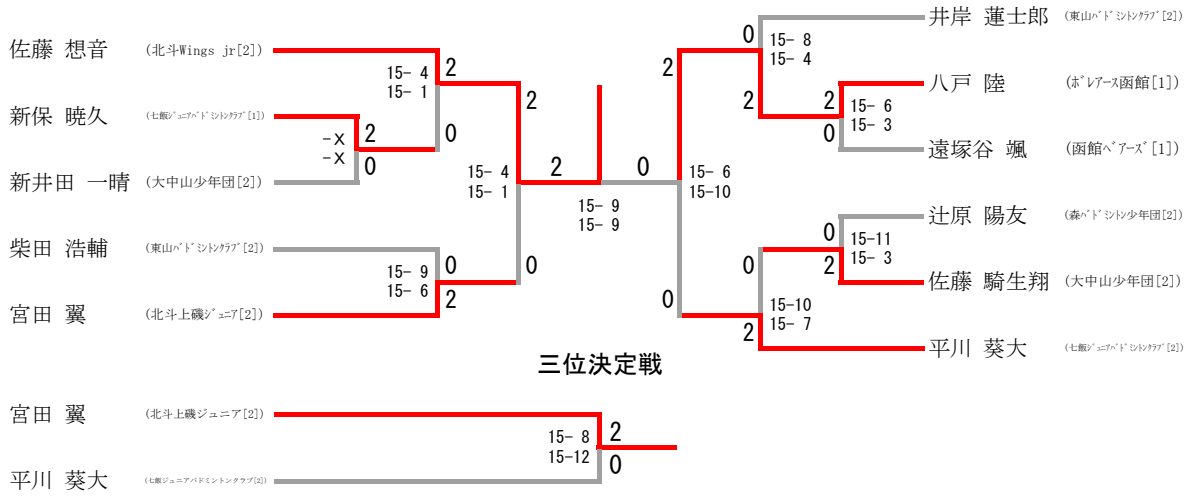 佐藤 想音 (北斗Wings jr[2])
新保 暁久 (七飯ジュニアバドミントンクラブ[1])
新井田 一晴 (大中山少年団[2])
柴田 浩輔 (東山バドミントンクラブ[2])
宮田 翼 (北斗上磯ジュニア[2])
15- 4
15- 1
2
0
-X
-X
2
0
15- 9
15- 6
0
2
15- 4
15- 1
2
0
2
0
15- 9
15- 9
井岸 蓮士郎 (東山バドミントンクラブ[2])
八戸 陸 (ボレアース函館[1])
遠塚谷 颯 (函館ベアーズ[1])
辻原 陽友 (森バドミントン少年団[2])
佐藤 騎生翔 (大中山少年団[2])
平川 葵大 (七飯ジュニアバドミントンクラブ[2])
0
2
15- 8
15- 4
2
0
15- 6
15- 3
2
0
15- 6
15-10
0
2
15-11
15- 3
0
2
15-10
15- 7
三位決定戦
宮田 翼 (北斗上磯ジュニア[2])
平川 葵大 (七飯ジュニアバドミントンクラブ[2])
15- 8
15-12
2
0